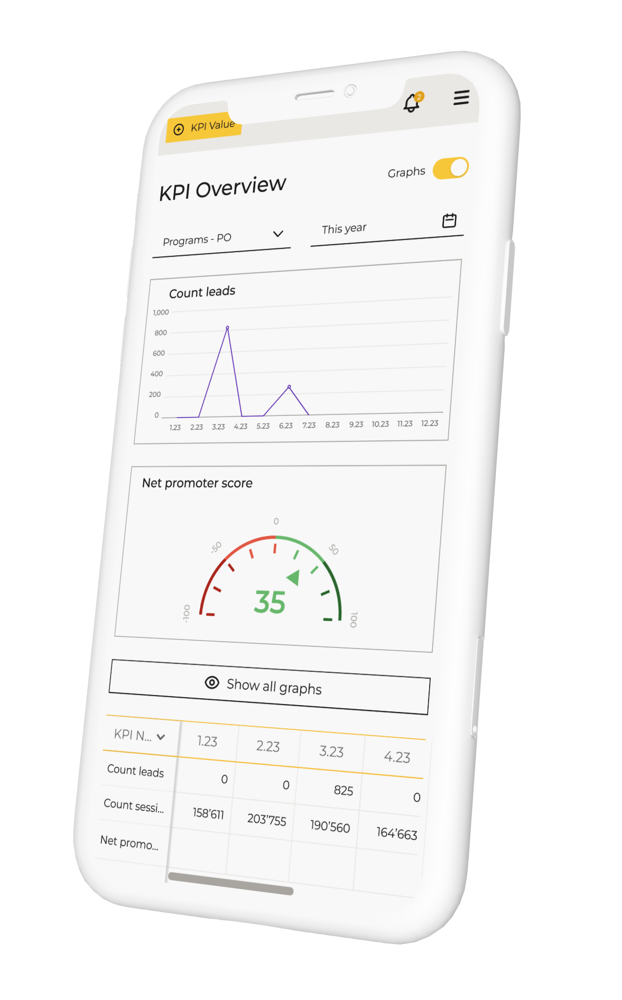 KPI Value
2
KPI Overview
Graphs
Programs - PO
This year
Count leads
1,000
800
600
400
200
0
1.23 2.23 3.23 4.23 5.23 6.23 7.23 8.23 9.23 10.23 11.23 12.23
Net promoter score
-100
-50
0
50
100
35
Show all graphs
KPI N... 1.23 2.23 3.23 4.23
Count leads 0 0 825 0
Count sessi... 158’611 203’755 190’560 164’663
Net promo...